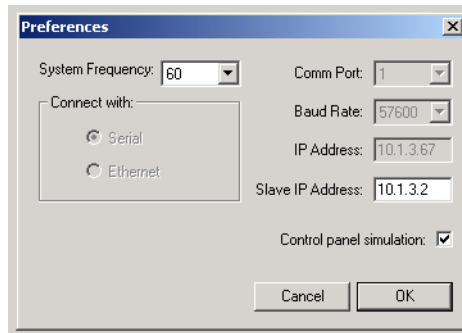 Preferences
System Frequency: 60
Connect with:
Serial
Ethernet
Comm Port: 1
Baud Rate: 57600
IP Address: 10.1.3.67
Slave IP Address: 10.1.3.2
Control panel simulation:
Cancel OK